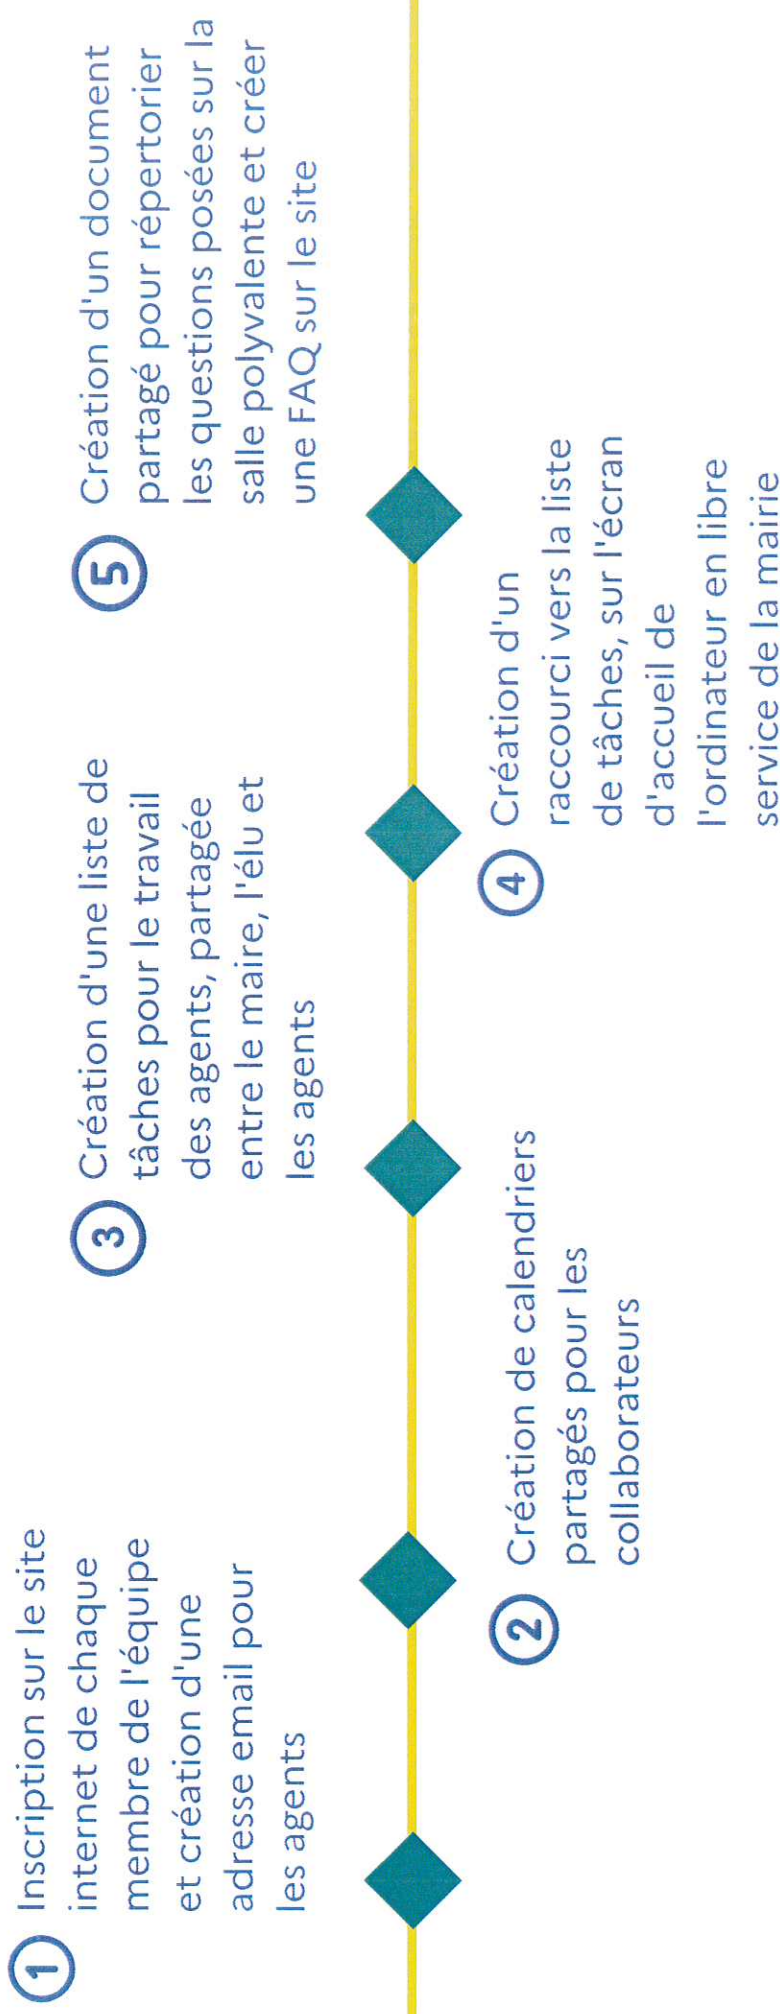 1
Inscription sur le site
internet de chaque
membre de l'équipe
et création d'une
adresse email pour
les agents
2
Création de calendriers
partagés pour les
collaborateurs
3
Création d'une liste de
tâches pour le travail
des agents, partagée
entre le maire, l'élu et
les agents
4
Création d'un
raccourci vers la liste
de tâches, sur l'écran
d'accueil de
l'ordinateur en libre
service de la mairie
5
Création d'un document
partagé pour répertorier
les questions posées sur la
salle polyvalente et créer
une FAQ sur le site